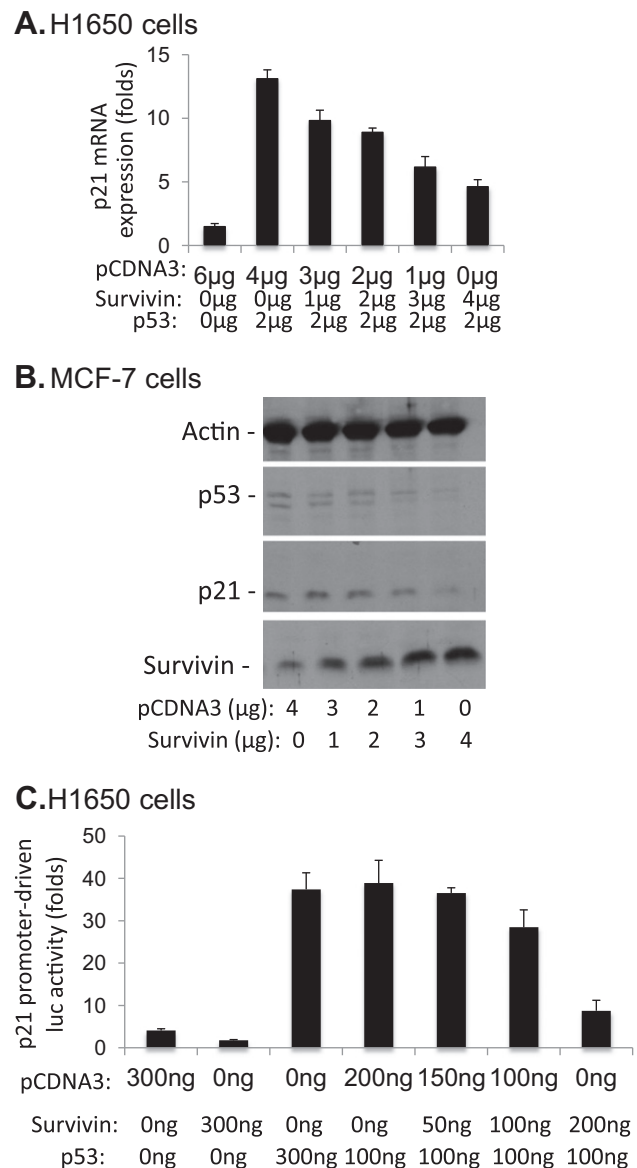 A. H1650 cells
p21 mRNA
expression (folds)
15
10
5
0
pCDNA3: 6µg 4µg 3µg 2µg 1µg 0µg
Survivin: 0µg 0µg 1µg 2µg 3µg 4µg
p53: 0µg 2µg 2µg 2µg 2µg 2µg
B. MCF-7 cells
Actin -
p53 -
p21 -
Survivin -
pCDNA3 (µg): 4 3 2 1 0
Survivin (µg): 0 1 2 3 4
C. H1650 cells
p21 promoter-driven
luc activity (folds)
50
40
30
20
10
0
pCDNA3: 300ng 0ng 0ng 200ng 150ng 100ng 0ng
Survivin: 0ng 300ng 0ng 0ng 50ng 100ng 200ng
p53: 0ng 0ng 300ng 100ng 100ng 100ng 100ng